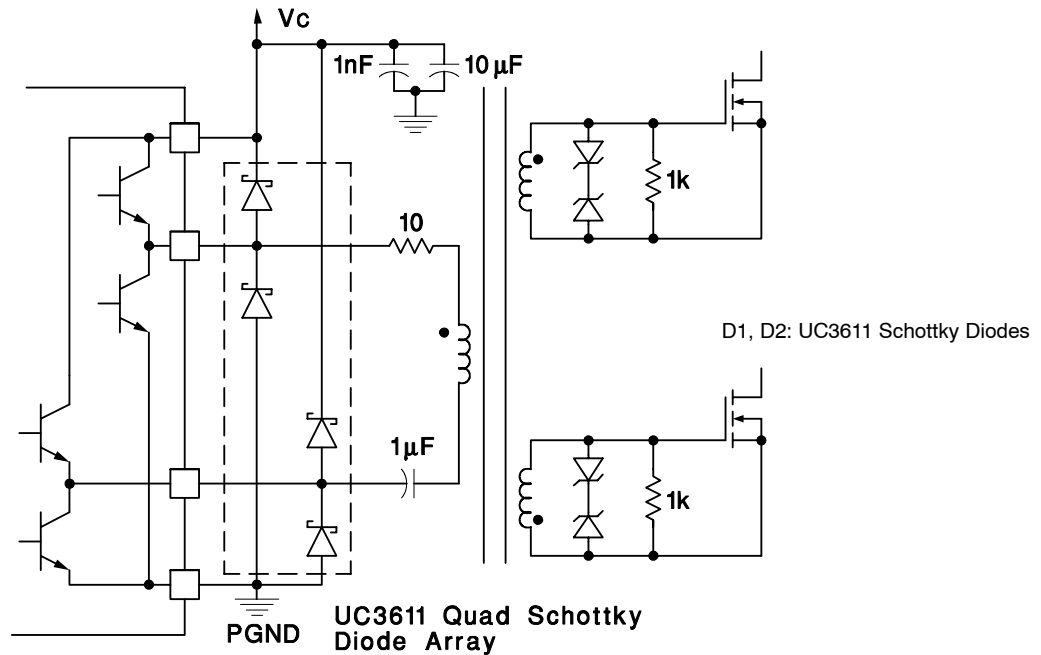 Vc
1nF
10 µF
10
1k
D1, D2: UC3611 Schottky Diodes
1µF
1k
PGND
UC3611 Quad Schottky
Diode Array